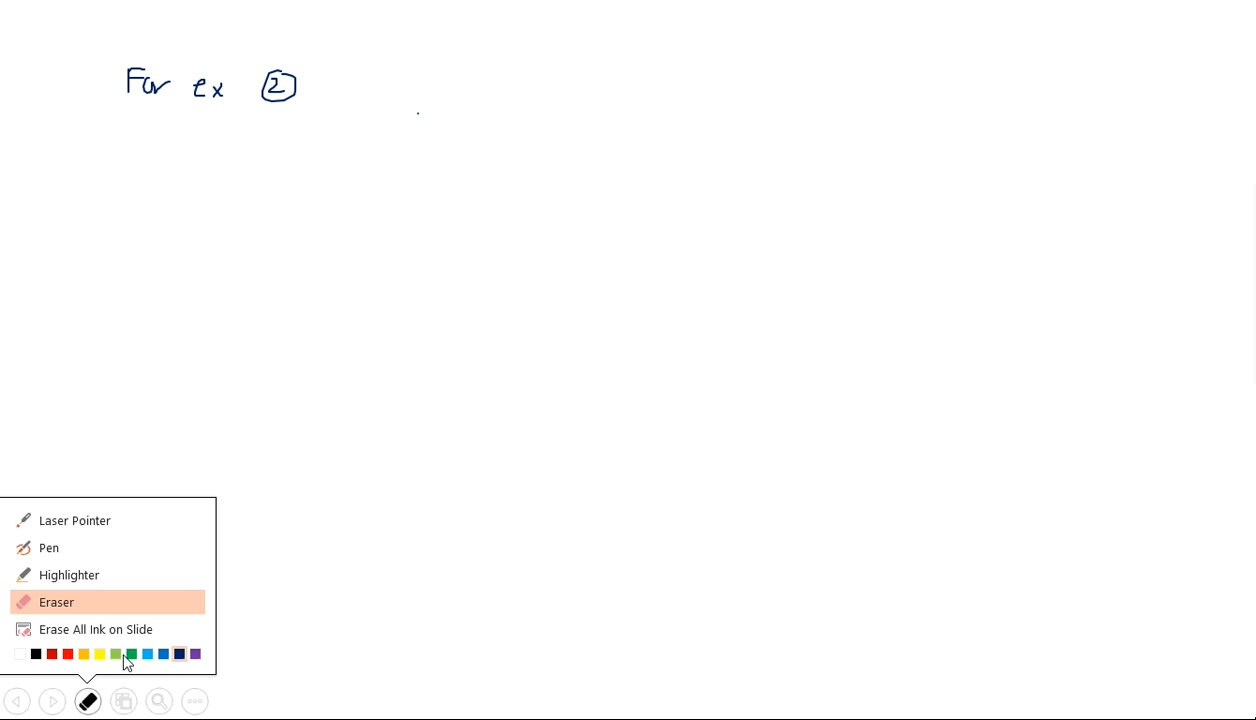 For ex ②
Laser Pointer
Pen
Highlighter
Eraser
Erase All Ink on Slide